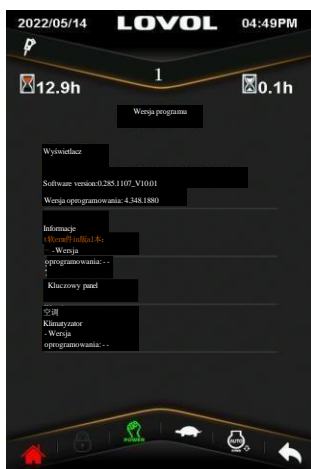 2022/05/14 LOVOL 04:49PM
1
12.9h 0.1h
Wersja programu
Wyświetlacz
Software version:0.285.1107_V10.01
Wersja oprogramowania: 4.348.1880
Informacje
- Wersja
oprogramowania: - -
Kluczowy panel
空调
Klimatyzator
- Wersja
oprogramowania: - -
POWER
AUTO